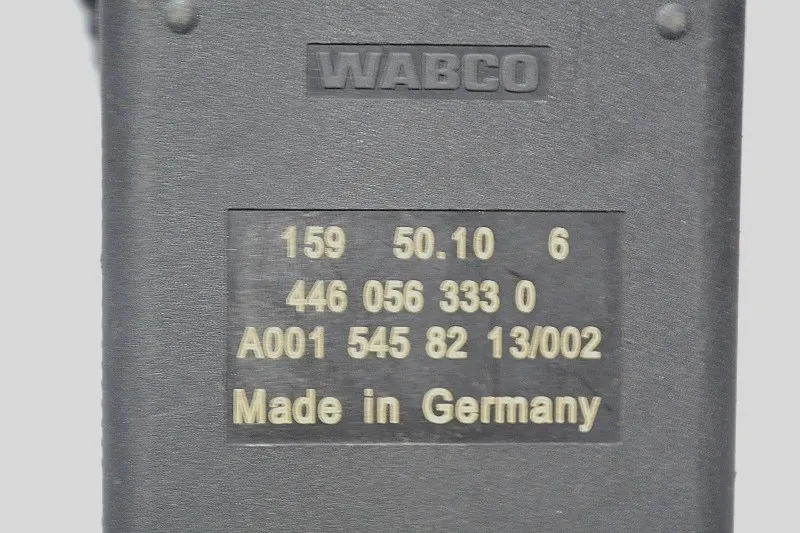 WABCO
159 50.10 6
446 056 333 0
A001 545 82 13/002
Made in Germany